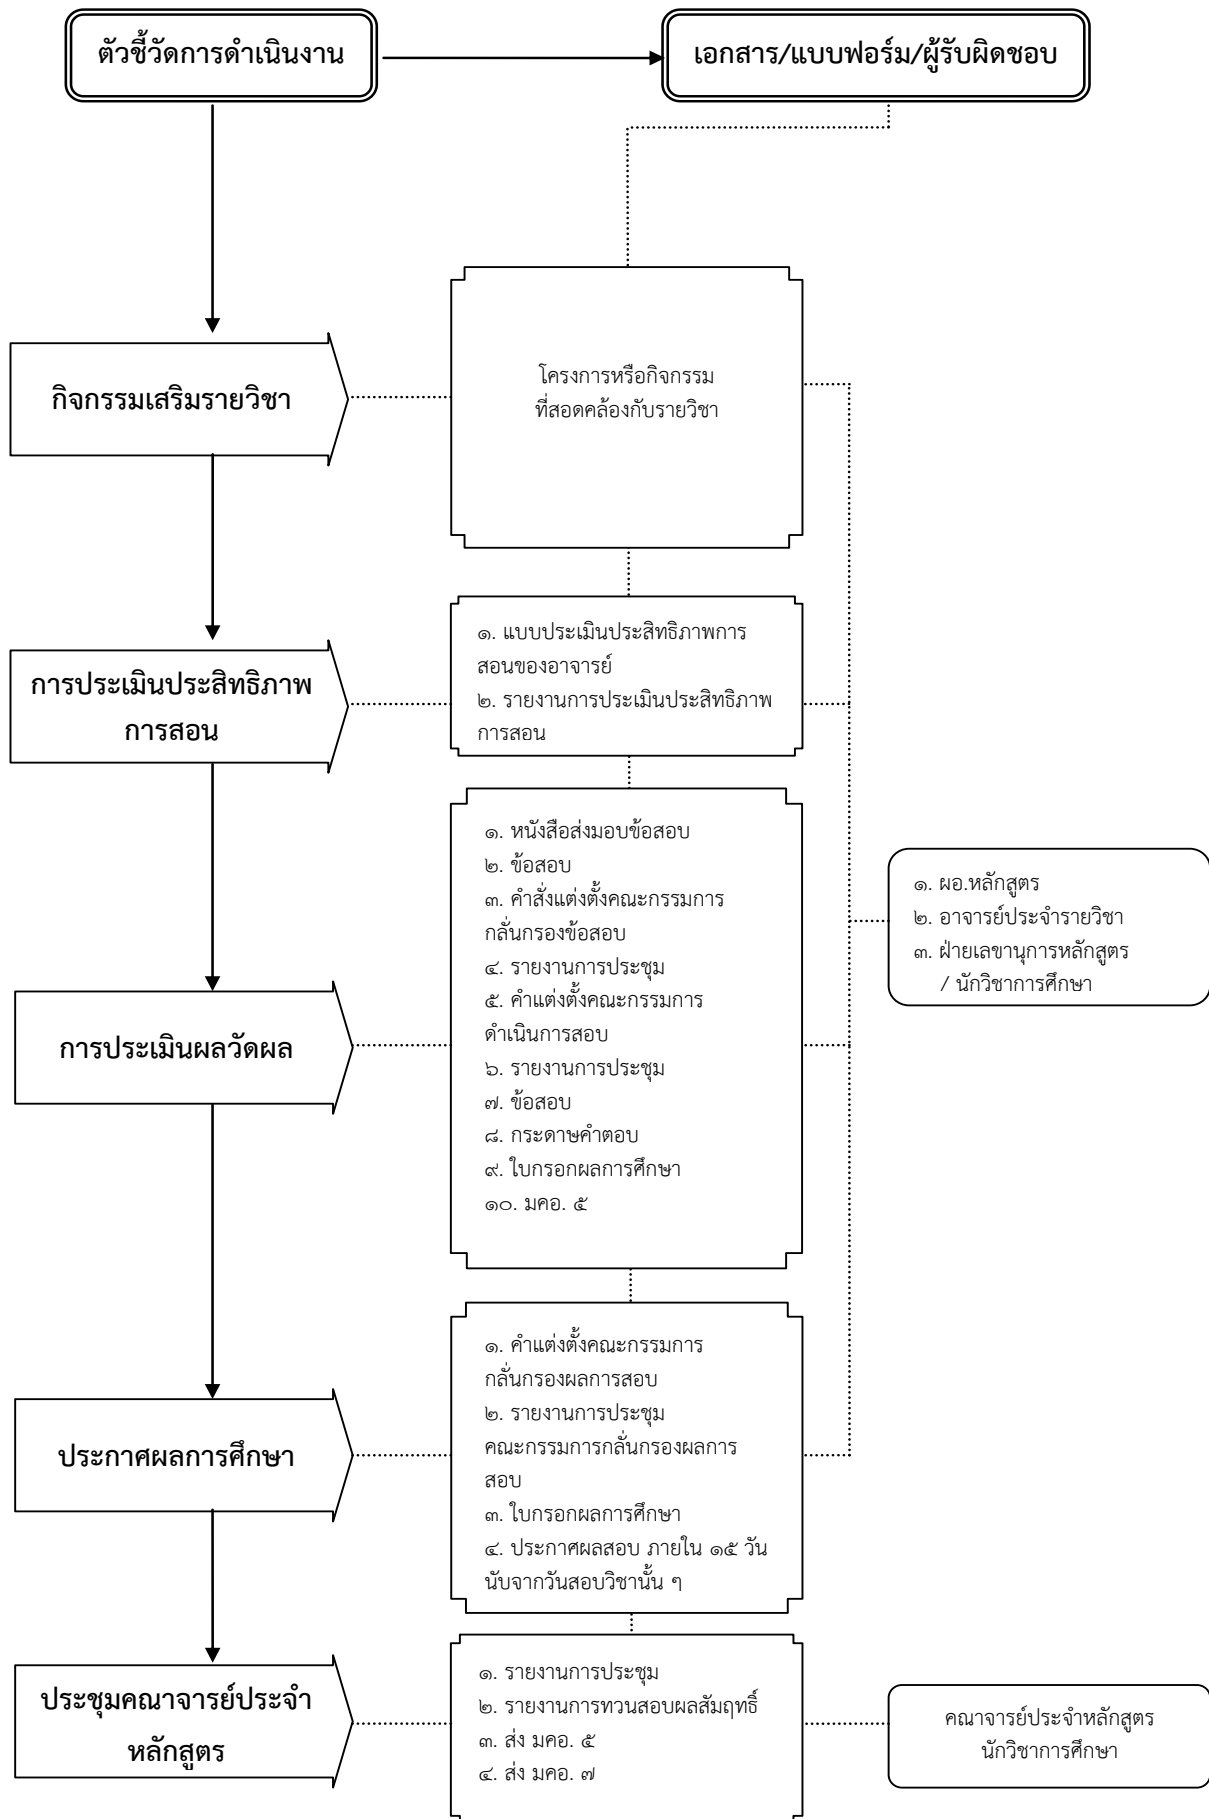 ตัวชี้วัดการดำเนินงาน
เอกสาร/แบบฟอร์ม/ผู้รับผิดชอบ
กิจกรรมเสริมรายวิชา
โครงการหรือกิจกรรม
ที่สอดคล้องกับรายวิชา
การประเมินประสิทธิภาพ
การสอน
๑. แบบประเมินประสิทธิภาพการ
สอนของอาจารย์
๒. รายงานการประเมินประสิทธิภาพ
การสอน
การประเมินผลวัดผล
๑. หนังสือส่งมอบข้อสอบ
๒. ข้อสอบ
๓. คำสั่งแต่งตั้งคณะกรรมการ
กลั่นกรองข้อสอบ
๔. รายงานการประชุม
๕. คำแต่งตั้งคณะกรรมการ
ดำเนินการสอบ
๖. รายงานการประชุม
๗. ข้อสอบ
๘. กระดาษคำตอบ
๙. ใบกรอกผลการศึกษา
๑๐. มคอ. ๕
๑. ผอ.หลักสูตร
๒. อาจารย์ประจำรายวิชา
๓. ฝ่ายเลขานุการหลักสูตร
/ นักวิชาการศึกษา
ประกาศผลการศึกษา
๑. คำแต่งตั้งคณะกรรมการ
กลั่นกรองผลการสอบ
๒. รายงานการประชุม
คณะกรรมการกลั่นกรองผลการ
สอบ
๓. ใบกรอกผลการศึกษา
๔. ประกาศผลสอบ ภายใน ๑๕ วัน
นับจากวันสอบวิชานั้น ๆ
ประชุมคณาจารย์ประจำ
หลักสูตร
๑. รายงานการประชุม
๒. รายงานการทวนสอบผลสัมฤทธิ์
๓. ส่ง มคอ. ๕
๔. ส่ง มคอ. ๗
คณาจารย์ประจำหลักสูตร
นักวิชาการศึกษา